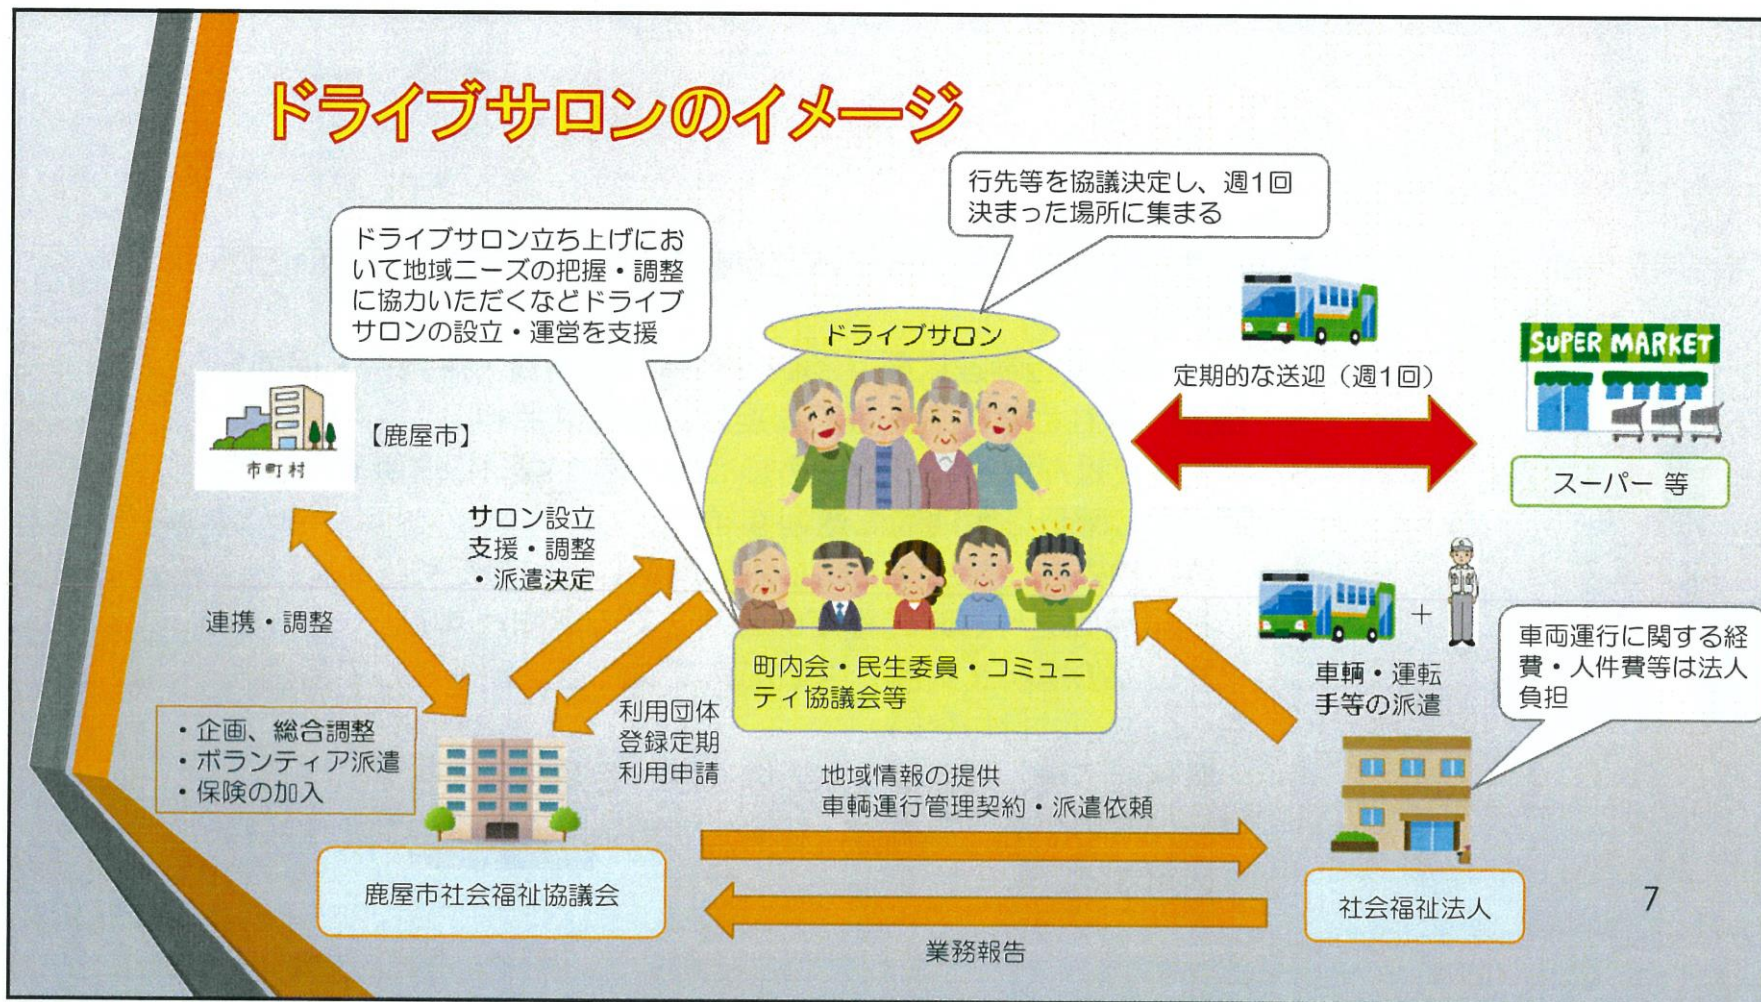 ドライブサロンのイメージ
行先等を協議決定し、週1回
決まった場所に集まる
ドライブサロン立ち上げにお
いて地域ニーズの把握・調整
に協力いただくなどドライブ
サロンの設立・運営を支援
ドライブサロン
定期的な送迎（週1回）
SUPER MARKET
スーパー 等
市町村
【鹿屋市】
サロン設立
支援・調整
・派遣決定
連携・調整
町内会・民生委員・コミュニ
ティ協議会等
＋
車輌・運転
手等の派遣
車両運行に関する経
費・人件費等は法人
負担
・企画、総合調整
・ボランティア派遣
・保険の加入
利用団体
登録定期
利用申請
地域情報の提供
車輌運行管理契約・派遣依頼
鹿屋市社会福祉協議会
社会福祉法人
業務報告
7